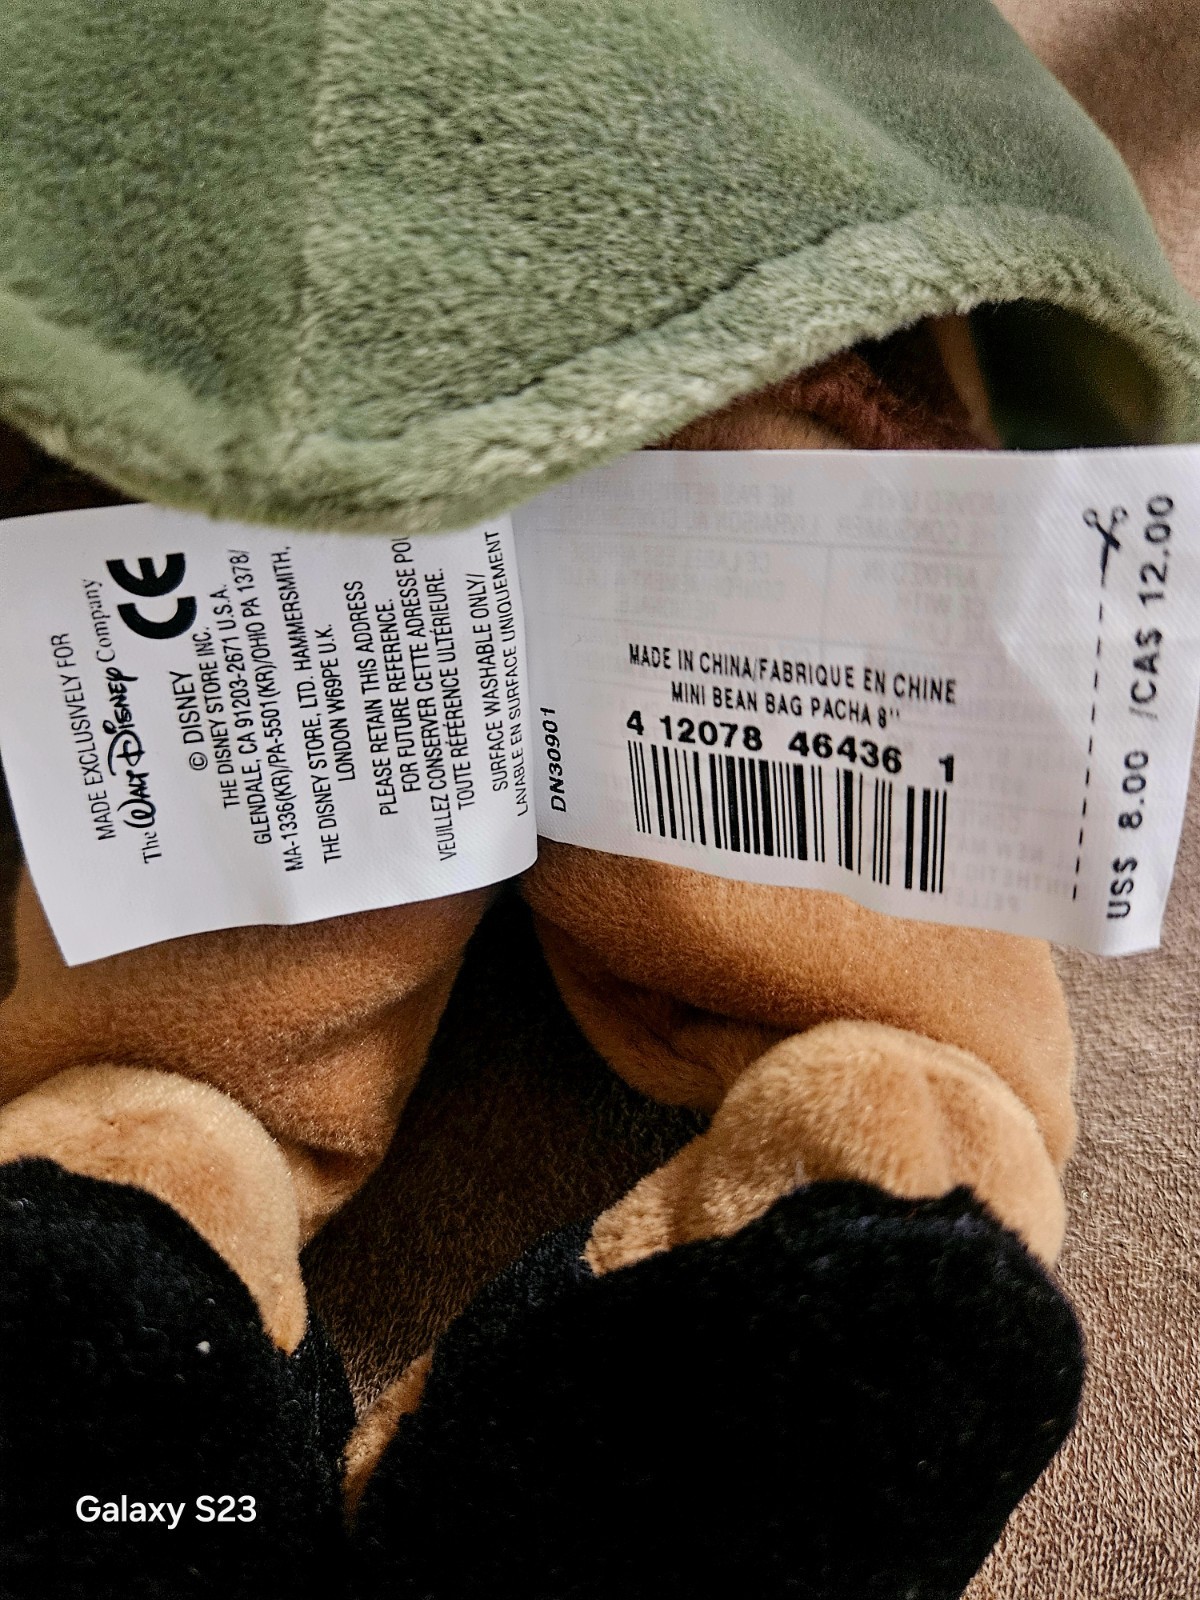 MADE EXCLUSIVELY FOR
The WALT DISNEY Company
CE
© DISNEY
THE DISNEY STORE INC.
GLENDALE, CA 91203-2671 U.S.A.
MA-1336(KR)/PA-5501(KR)/OHIO PA 1378/
THE DISNEY STORE, LTD. HAMMERSMITH,
LONDON W69PE U.K.
PLEASE RETAIN THIS ADDRESS
FOR FUTURE REFERENCE.
VEUILLEZ CONSERVER CETTE ADRESSE POU
TOUTE RÉFÉRENCE ULTÉRIEURE.
SURFACE WASHABLE ONLY/
LAVABLE EN SURFACE UNIQUEMENT
DN30901
MADE IN CHINA/FABRIQUE EN CHINE
MINI BEAN BAG PACHA 8"
4 12078 46436 1
US$ 8.00 /CA$ 12.00
Galaxy S23